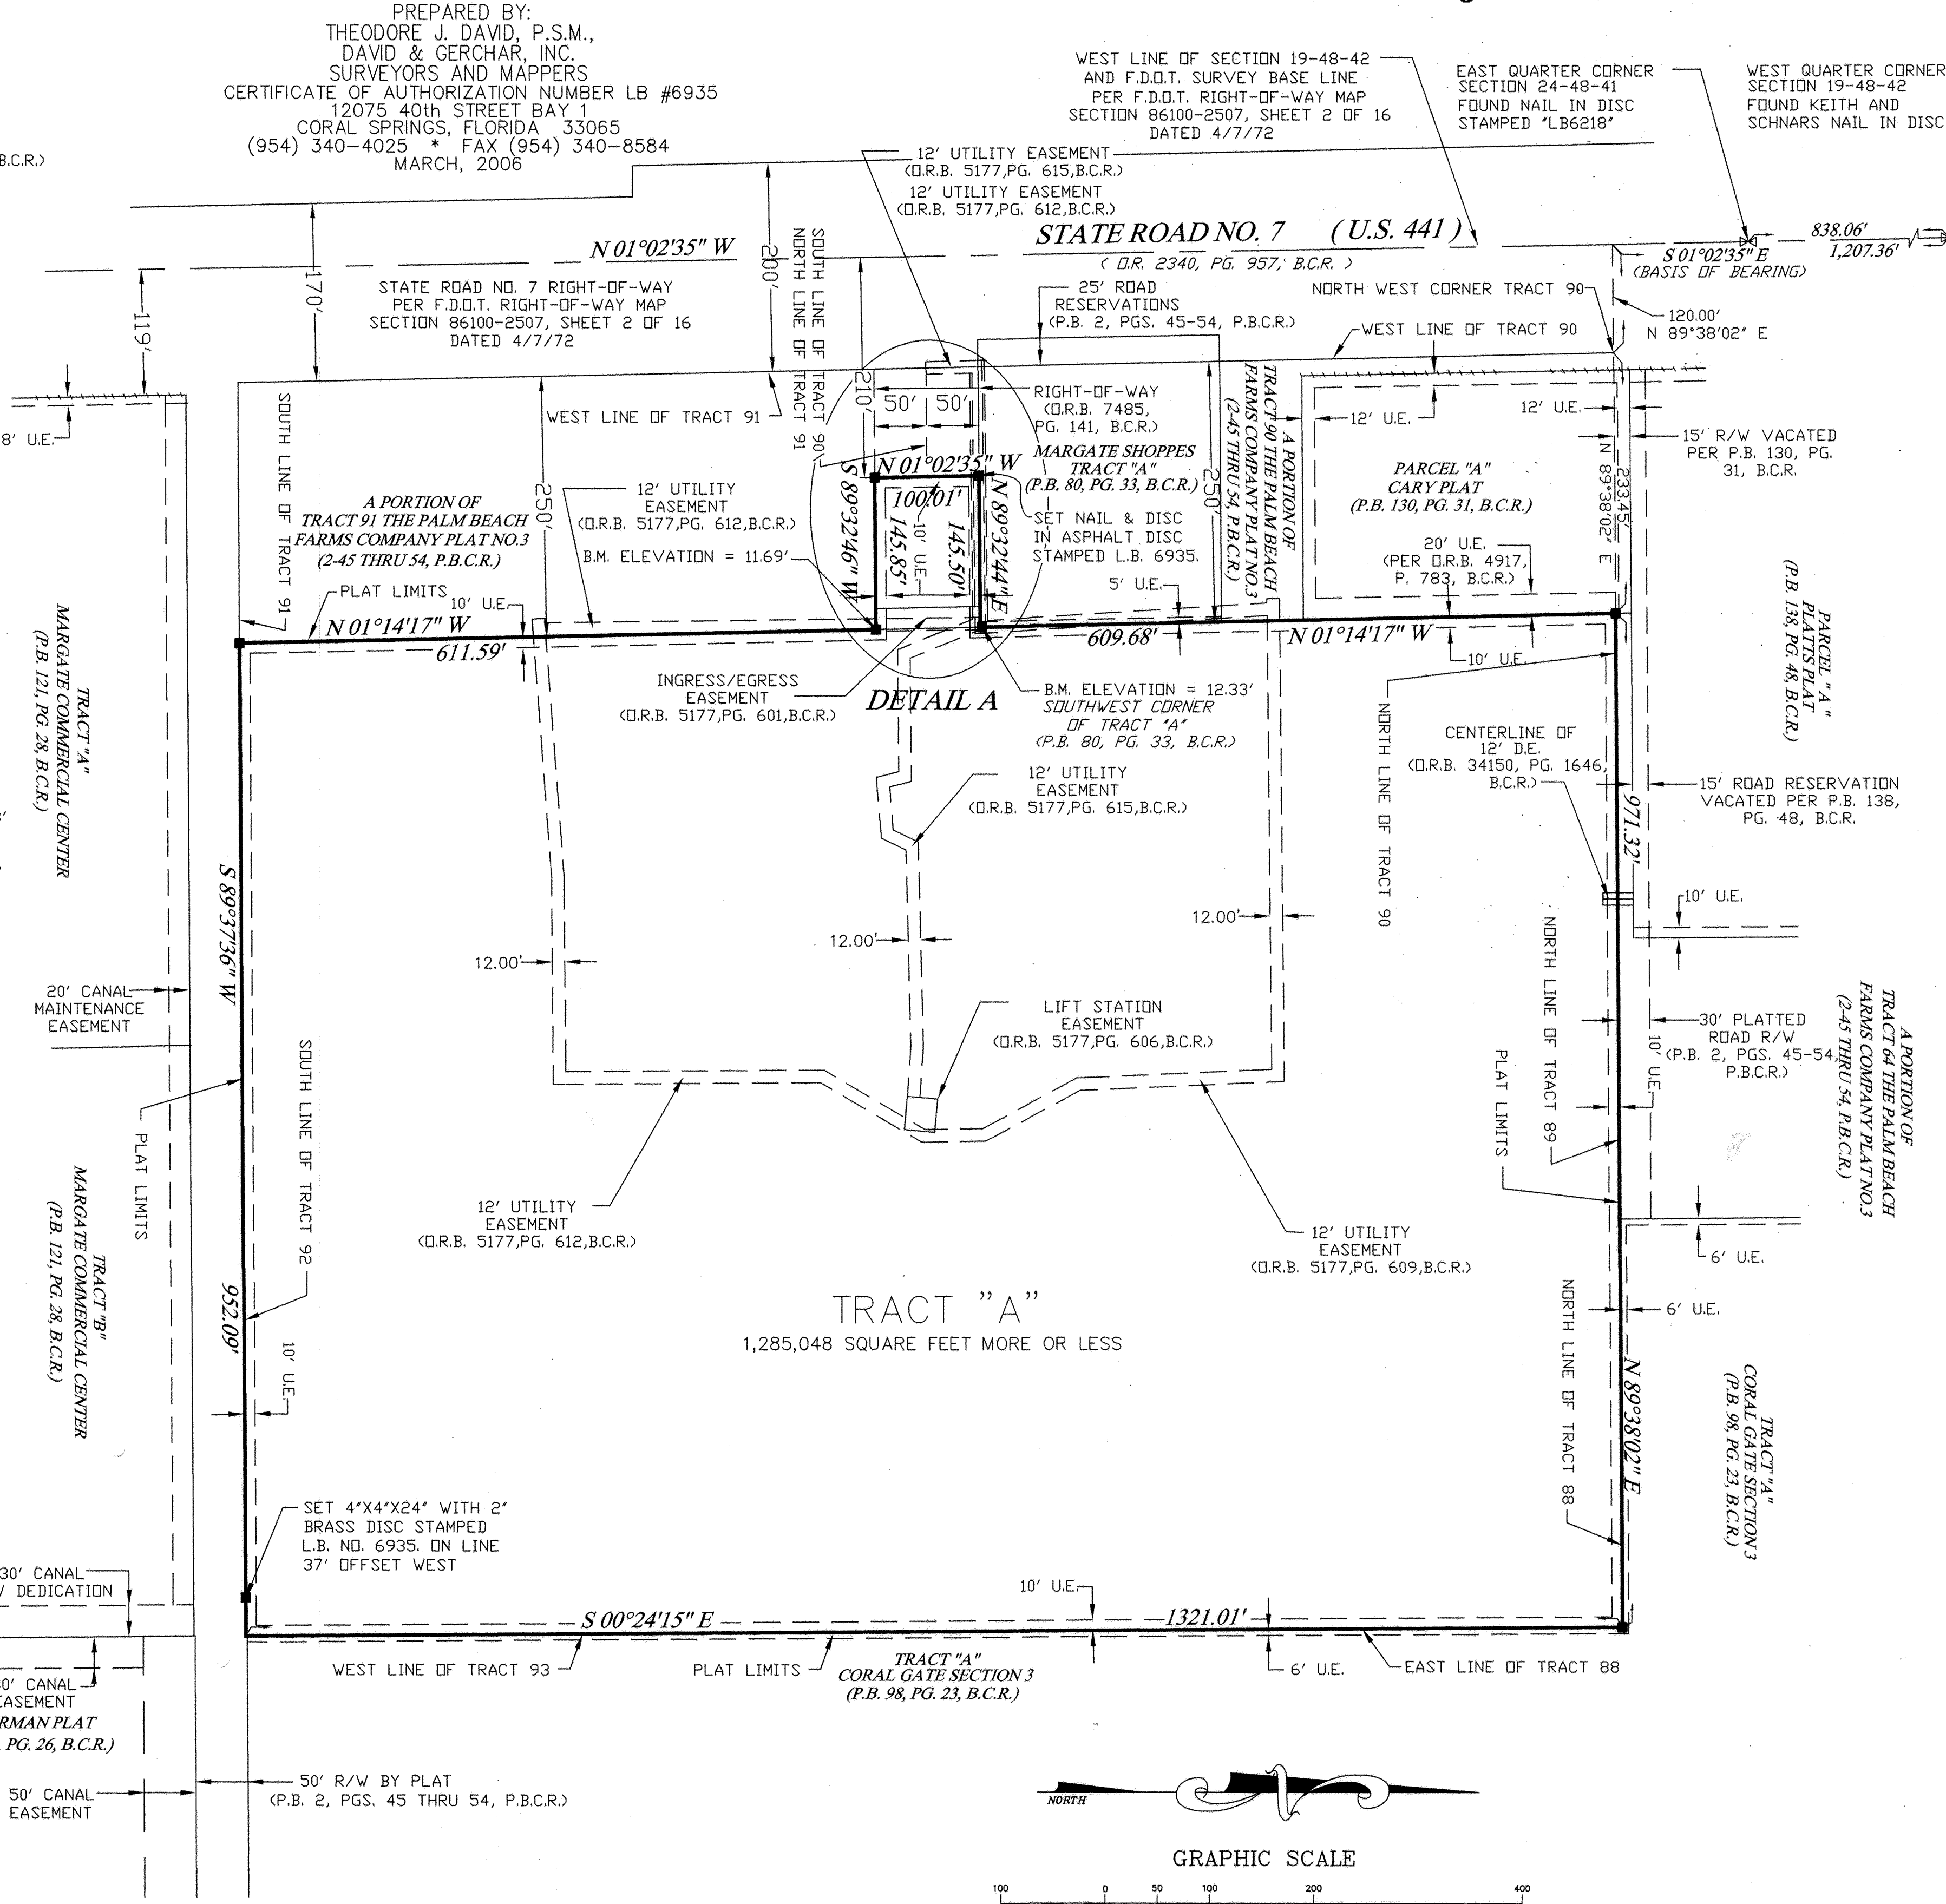 PREPARED BY:
THEODORE J. DAVID, P.S.M.,
DAVID & GERCHAR, INC.
SURVEYORS AND MAPPERS
CERTIFICATE OF AUTHORIZATION NUMBER LB #6935
12075 40th STREET BAY 1
CORAL SPRINGS, FLORIDA 33065
(954) 340-4025 * FAX (954) 340-8584
MARCH, 2006
B.C.R.)
WEST LINE OF SECTION 19-48-42
AND F.D.O.T. SURVEY BASE LINE
PER F.D.O.T. RIGHT-OF-WAY MAP
SECTION 86100-2507, SHEET 2 OF 16
DATED 4/7/72
EAST QUARTER CORNER
SECTION 24-48-41
FOUND NAIL IN DISC
STAMPED "LB6218"
WEST QUARTER CORNER
SECTION 19-48-42
FOUND KEITH AND
SCHNARS NAIL IN DISC
12' UTILITY EASEMENT
(O.R.B. 5177,PG. 615,B.C.R.)
12' UTILITY EASEMENT
(O.R.B. 5177,PG. 612,B.C.R.)
STATE ROAD NO. 7 ( U.S. 441 )
( O.R. 2340, PG. 957, B.C.R. )
N 01°02'35" W
838.06'
1,207.36'
S 01°02'35" E
(BASIS OF BEARING)
170'
200'
119'
210'
SOUTH LINE OF TRACT 90
NORTH LINE OF TRACT 91
STATE ROAD NO. 7 RIGHT-OF-WAY
PER F.D.O.T. RIGHT-OF-WAY MAP
SECTION 86100-2507, SHEET 2 OF 16
DATED 4/7/72
25' ROAD
RESERVATIONS
(P.B. 2, PGS. 45-54, P.B.C.R.)
NORTH WEST CORNER TRACT 90
120.00'
N 89°38'02" E
WEST LINE OF TRACT 90
8' U.E.
SOUTH LINE OF TRACT 91
WEST LINE OF TRACT 91
50'
50'
RIGHT-OF-WAY
(O.R.B. 7485,
PG. 141, B.C.R.)
MARGATE SHOPPES
TRACT "A"
(P.B. 80, PG. 33, B.C.R.)
A PORTION OF
TRACT 90 THE PALM BEACH
FARMS COMPANY PLAT NO.3
(2-45 THRU 54, P.B.C.R.)
12' U.E.
12' U.E.
15' R/W VACATED
PER P.B. 130, PG.
31, B.C.R.
PARCEL "A"
CARY PLAT
(P.B. 130, PG. 31, B.C.R.)
233.45'
N 89°38'02" E
20' U.E.
(PER O.R.B. 4917,
P. 783, B.C.R.)
A PORTION OF
TRACT 91 THE PALM BEACH
FARMS COMPANY PLAT NO.3
(2-45 THRU 54, P.B.C.R.)
250'
250'
12' UTILITY
EASEMENT
(O.R.B. 5177,PG. 612,B.C.R.)
B.M. ELEVATION = 11.69'
N 01°02'35" W
100.01'
S 89°32'46" W
145.85'
10' U.E.
145.50'
N 89°32'44" E
SET NAIL & DISC
IN ASPHALT DISC
STAMPED L.B. 6935.
5' U.E.
PLAT LIMITS
10' U.E.
N 01°14'17" W
611.59'
609.68'
N 01°14'17" W
10' U.E.
INGRESS/EGRESS
EASEMENT
(O.R.B. 5177,PG. 601,B.C.R.)
DETAIL A
B.M. ELEVATION = 12.33'
SOUTHWEST CORNER
OF TRACT "A"
(P.B. 80, PG. 33, B.C.R.)
PARCEL "A"
PLATTS PLAT
(P.B. 138, PG. 48, B.C.R.)
TRACT "A"
MARGATE COMMERCIAL CENTER
(P.B. 121, PG. 28, B.C.R.)
NORTH LINE OF TRACT 90
CENTERLINE OF
12' D.E.
(O.R.B. 34150, PG. 1646,
B.C.R.)
12' UTILITY
EASEMENT
(O.R.B. 5177,PG. 615,B.C.R.)
15' ROAD RESERVATION
VACATED PER P.B. 138,
PG. 48, B.C.R.
971.32'
10' U.E.
S 89°37'36" W
12.00'
12.00'
12.00'
NORTH LINE OF TRACT 89
20' CANAL
MAINTENANCE
EASEMENT
LIFT STATION
EASEMENT
(O.R.B. 5177,PG. 606,B.C.R.)
30' PLATTED
ROAD R/W
(P.B. 2, PGS. 45-54,
P.B.C.R.)
10' U.E.
A PORTION OF
TRACT 64 THE PALM BEACH
FARMS COMPANY PLAT NO.3
(2-45 THRU 54, P.B.C.R.)
PLAT LIMITS
PLAT LIMITS
SOUTH LINE OF TRACT 92
12' UTILITY
EASEMENT
(O.R.B. 5177,PG. 612,B.C.R.)
12' UTILITY
EASEMENT
(O.R.B. 5177,PG. 609,B.C.R.)
6' U.E.
6' U.E.
TRACT "B"
MARGATE COMMERCIAL CENTER
(P.B. 121, PG. 28, B.C.R.)
952.09'
10' U.E.
TRACT "A"
1,285,048 SQUARE FEET MORE OR LESS
NORTH LINE OF TRACT 88
N 89°38'02" E
TRACT "A"
CORAL GATE SECTION 3
(P.B. 98, PG. 23, B.C.R.)
SET 4"X4"X24" WITH 2"
BRASS DISC STAMPED
L.B. NO. 6935. ON LINE
37' OFFSET WEST
30' CANAL
DEDICATION
10' U.E.
S 00°24'15" E
1321.01'
WEST LINE OF TRACT 93
PLAT LIMITS
TRACT "A"
CORAL GATE SECTION 3
(P.B. 98, PG. 23, B.C.R.)
6' U.E.
EAST LINE OF TRACT 88
0' CANAL
EASEMENT
RMAN PLAT
PG. 26, B.C.R.)
50' CANAL
EASEMENT
50' R/W BY PLAT
(P.B. 2, PGS. 45 THRU 54, P.B.C.R.)
NORTH
GRAPHIC SCALE
100 0 50 100 200 400